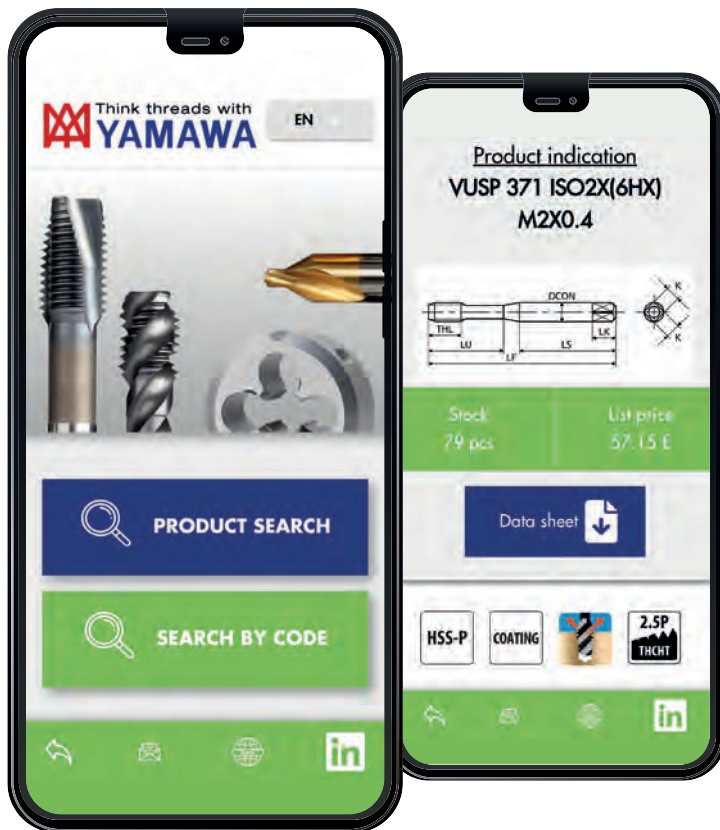 Think threads with
YAMAWA
EN
PRODUCT SEARCH
SEARCH BY CODE
in
Product indication
VUSP 371 ISO2X(6HX)
M2X0.4
DCON
K
THL
LK
LU
LS
K
LF
Stock
List price
79 pcs
57.15 €
Data sheet
HSS-P
COATING
2.5P
THCHT
in